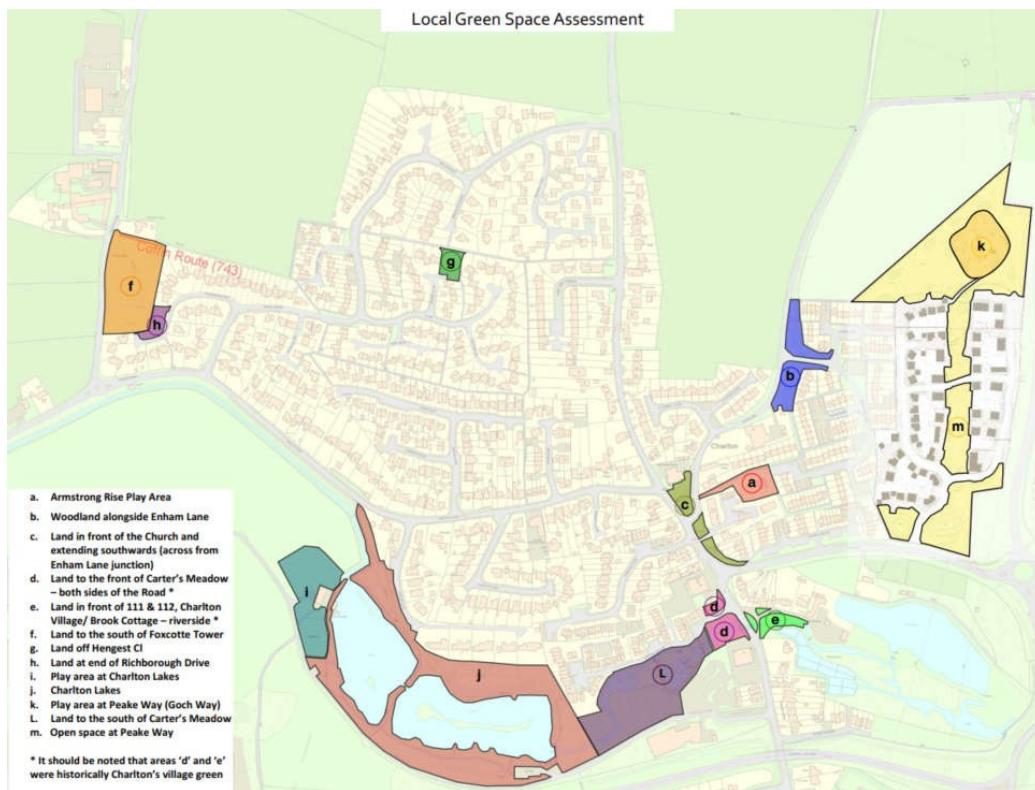 Local Green Space Assessment
Coffin Route (743)
k
f
g
h
b
m
Charlton
a
c
i
d
e
d
j
L
a. Armstrong Rise Play Area
b. Woodland alongside Enham Lane
c. Land in front of the Church and
extending southwards (across from
Enham Lane junction)
d. Land to the front of Carter's Meadow
– both sides of the Road *
e. Land in front of 111 & 112, Charlton
Village/ Brook Cottage – riverside *
f. Land to the south of Foxcotte Tower
g. Land off Hengest Cl
h. Land at end of Richborough Drive
i. Play area at Charlton Lakes
j. Charlton Lakes
k. Play area at Peake Way (Goch Way)
L. Land to the south of Carter's Meadow
m. Open space at Peake Way
* It should be noted that areas 'd' and 'e'
were historically Charlton's village green